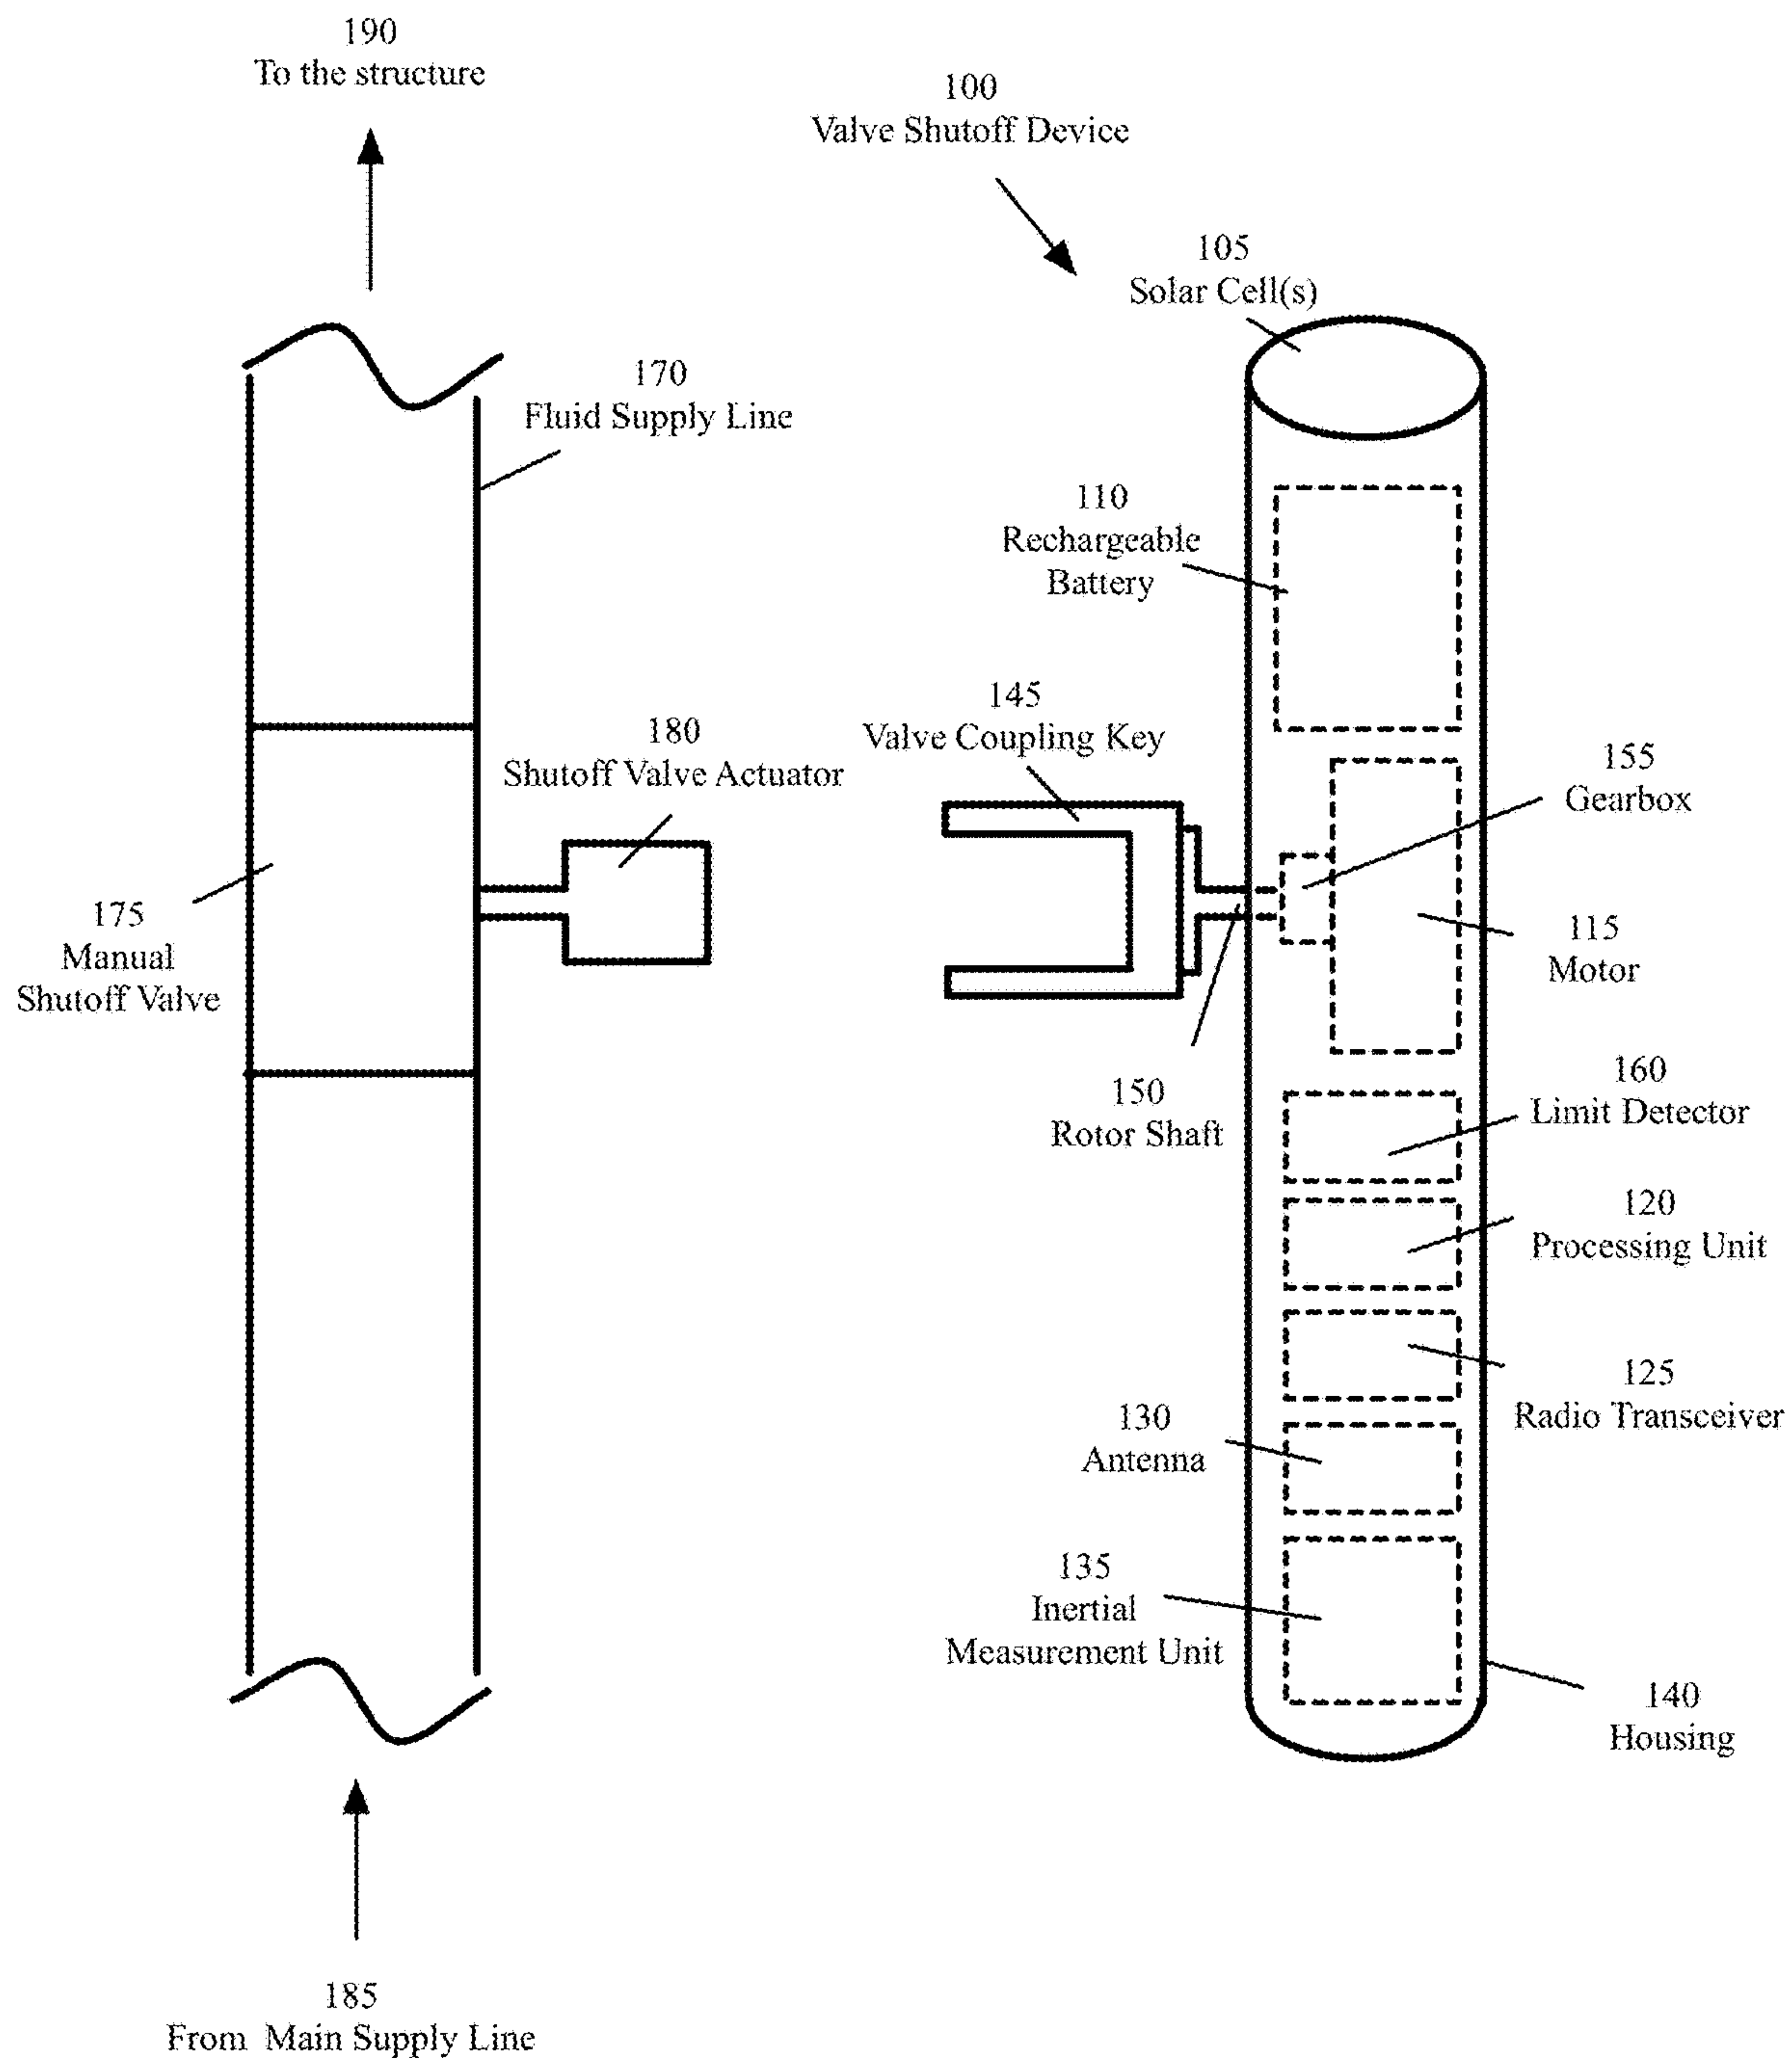 190
To the structure
100
Valve Shutoff Device
105
Solar Cell(s)
170
Fluid Supply Line
110
Rechargeable
Battery
145
Valve Coupling Key
180
Shutoff Valve Actuator
155
Gearbox
175
Manual
Shutoff Valve
115
Motor
150
Rotor Shaft
160
Limit Detector
120
Processing Unit
125
Radio Transceiver
130
Antenna
135
Inertial
Measurement Unit
140
Housing
185
From Main Supply Line